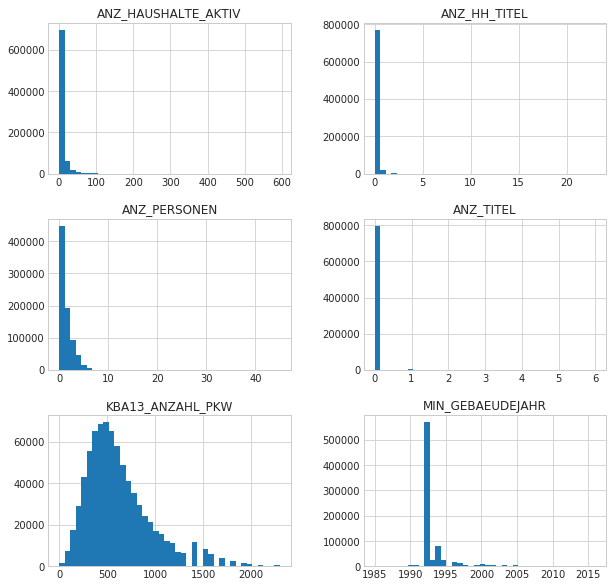 ANZ_HAUSHALTE_AKTIV
600000
400000
200000
0
0 100 200 300 400 500 600
ANZ_HH_TITEL
800000
600000
400000
200000
0
0 5 10 15 20
ANZ_PERSONEN
400000
300000
200000
100000
0
0 10 20 30 40
ANZ_TITEL
800000
600000
400000
200000
0
0 1 2 3 4 5 6
KBA13_ANZAHL_PKW
60000
40000
20000
0
0 500 1000 1500 2000
MIN_GEBAEUDEJAHR
500000
400000
300000
200000
100000
0
1985 1990 1995 2000 2005 2010 2015